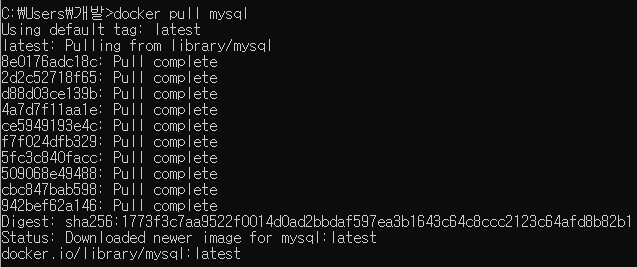 C:₩Users₩개발>docker pull mysql
Using default tag: latest
latest: Pulling from library/mysql
8e0176adc18c: Pull complete
2d2c52718f65: Pull complete
d88d03ce139b: Pull complete
4a7d7f11aa1e: Pull complete
ce5949193e4c: Pull complete
f7f024dfb329: Pull complete
5fc3c840facc: Pull complete
509068e49488: Pull complete
cbc847bab598: Pull complete
942bef62a146: Pull complete
Digest: sha256:1773f3c7aa9522f0014d0ad2bbdaf597ea3b1643c64c8ccc2123c64afd8b82b1
Status: Downloaded newer image for mysql:latest
docker.io/library/mysql:latest